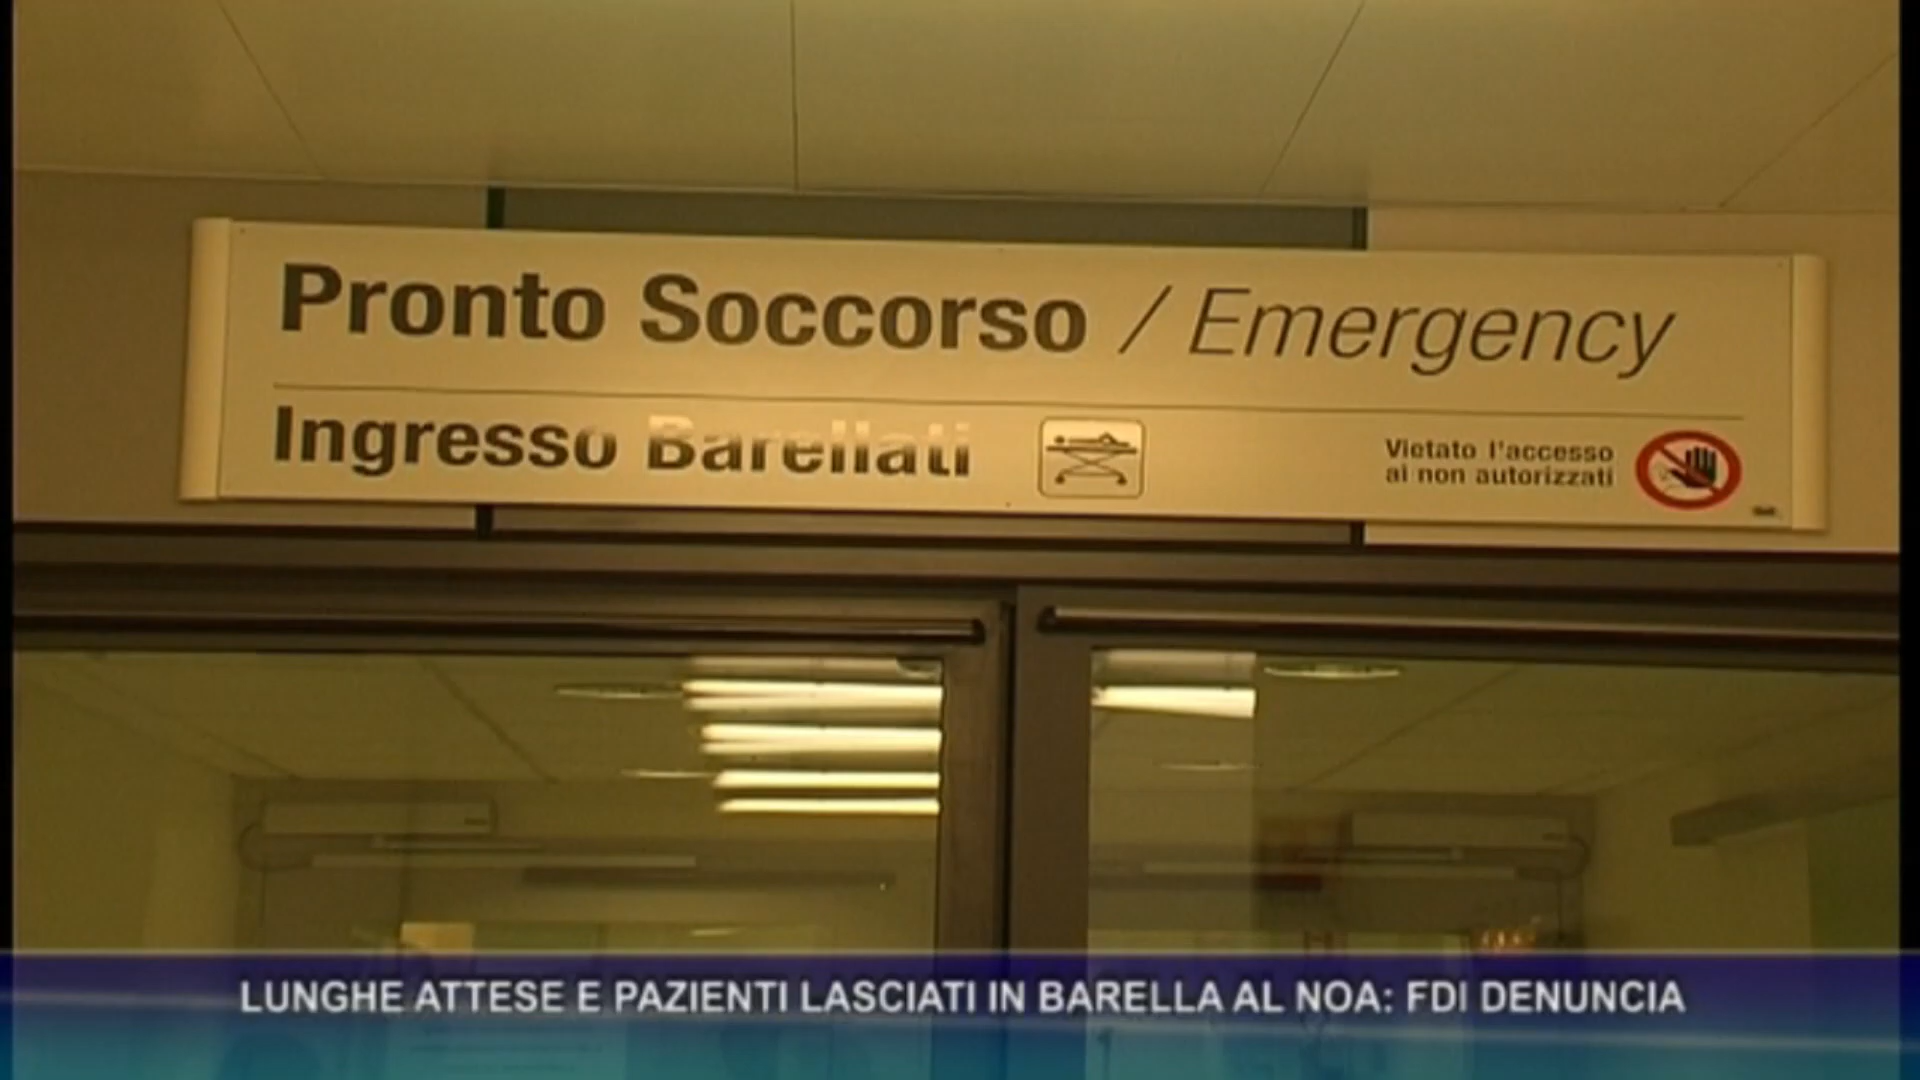 Pronto Soccorso / Emergency
Ingresso Barellati
Vietato l'accesso
ai non autorizzati
LUNGHE ATTESE E PAZIENTI LASCIATI IN BARELLA AL NOA: FDI DENUNCIA